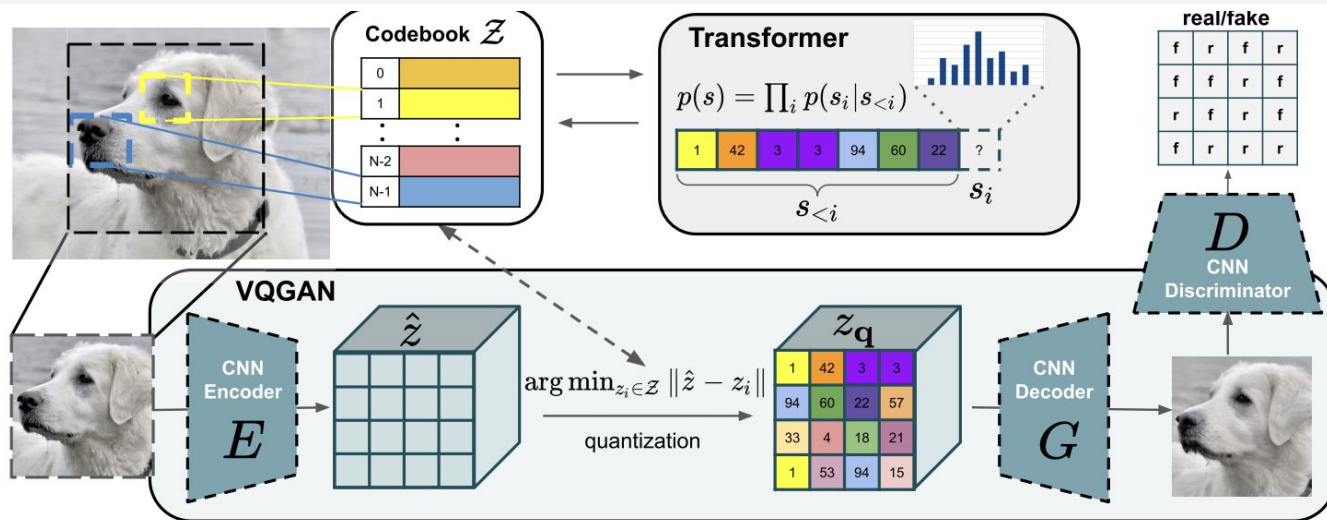 Codebook 𝒵
0
1
⋮ ⋮
N-2
N-1
Transformer
p(s) = ∏ᵢ p(sᵢ|s<ᵢ)
1 42 3 3 94 60 22 ?
s<ᵢ
sᵢ
real/fake
f r f r
f f r f
r f r f
f r r r
D
CNN
Discriminator
VQGAN
CNN
Encoder
E
ẑ
arg min_{zᵢ∈𝒵} ‖ẑ − zᵢ‖
quantization
z_q
1 42 3 3
94 60 22 57
33 4 18 21
1 53 94 15
CNN
Decoder
G